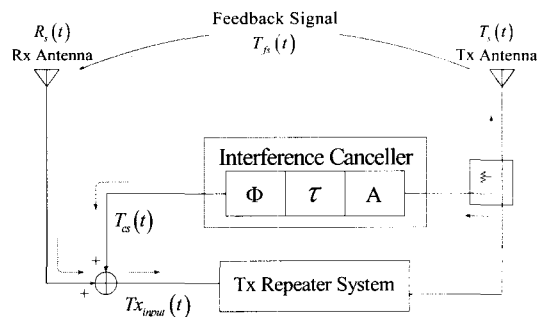 Feedback Signal
R_s(t)
T_fs(t)
T_s(t)
Rx Antenna
Tx Antenna
Interference Canceller
Φ
τ
A
T_cs(t)
+
+
Tx Repeater System
Tx_input(t)